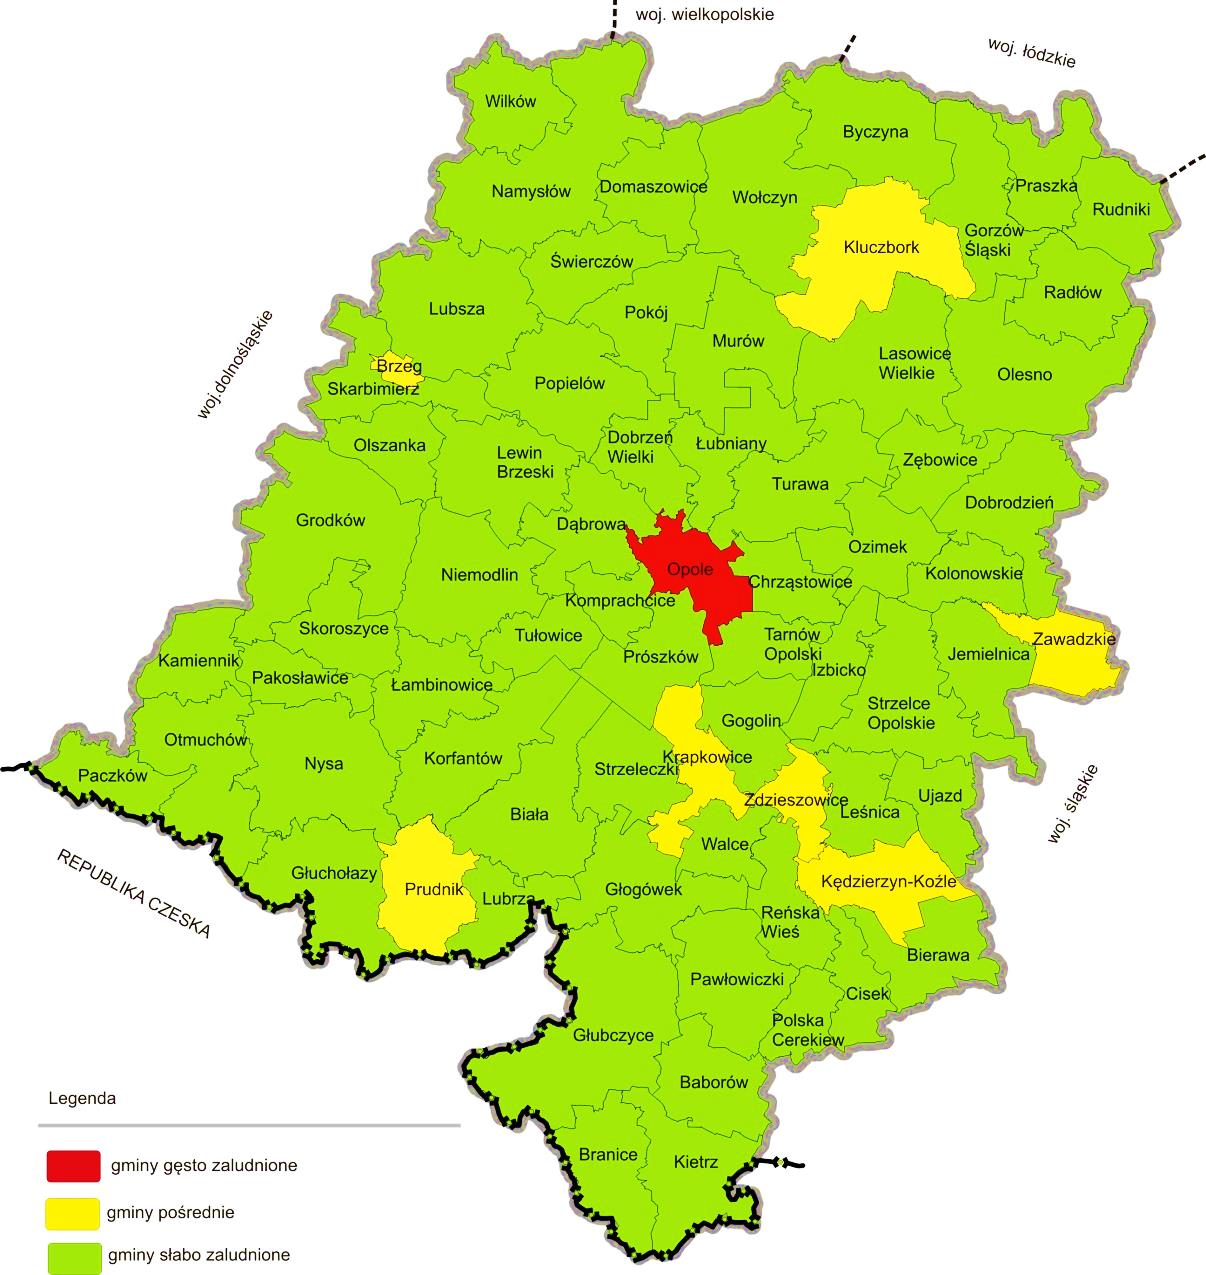 woj. wielkopolskie
woj. łódzkie
Wilków
Byczyna
Namysłów
Domaszowice
Wołczyn
Praszka
Rudniki
Kluczbork
Gorzów
Śląski
Świerczów
Lubsza
Pokój
Radłów
woj.dolnośląskie
Murów
Lasowice
Wielkie
Olesno
Brzeg
Skarbimierz
Popielów
Olszanka
Lewin
Brzeski
Dobrzeń
Wielki
Łubniany
Zębowice
Turawa
Dobrodzień
Grodków
Dąbrowa
Ozimek
Opole
Niemodlin
Chrząstowice
Kolonowskie
Komprachcice
Skoroszyce
Tułowice
Tarnów
Opolski
Zawadzkie
Prószków
Izbicko
Jemielnica
Kamiennik
Pakosławice
Łambinowice
Strzelce
Opolskie
Gogolin
Otmuchów
Nysa
Korfantów
Strzeleczki
Krapkowice
Paczków
Zdzieszowice
Ujazd
Leśnica
woj. śląskie
Biała
Walce
REPUBLIKA CZESKA
Głuchołazy
Prudnik
Lubrza
Głogówek
Kędzierzyn-Koźle
Reńska
Wieś
Bierawa
Pawłowiczki
Cisek
Polska
Cerekiew
Głubczyce
Baborów
Branice
Kietrz
Legenda
gminy gęsto zaludnione
gminy pośrednie
gminy słabo zaludnione